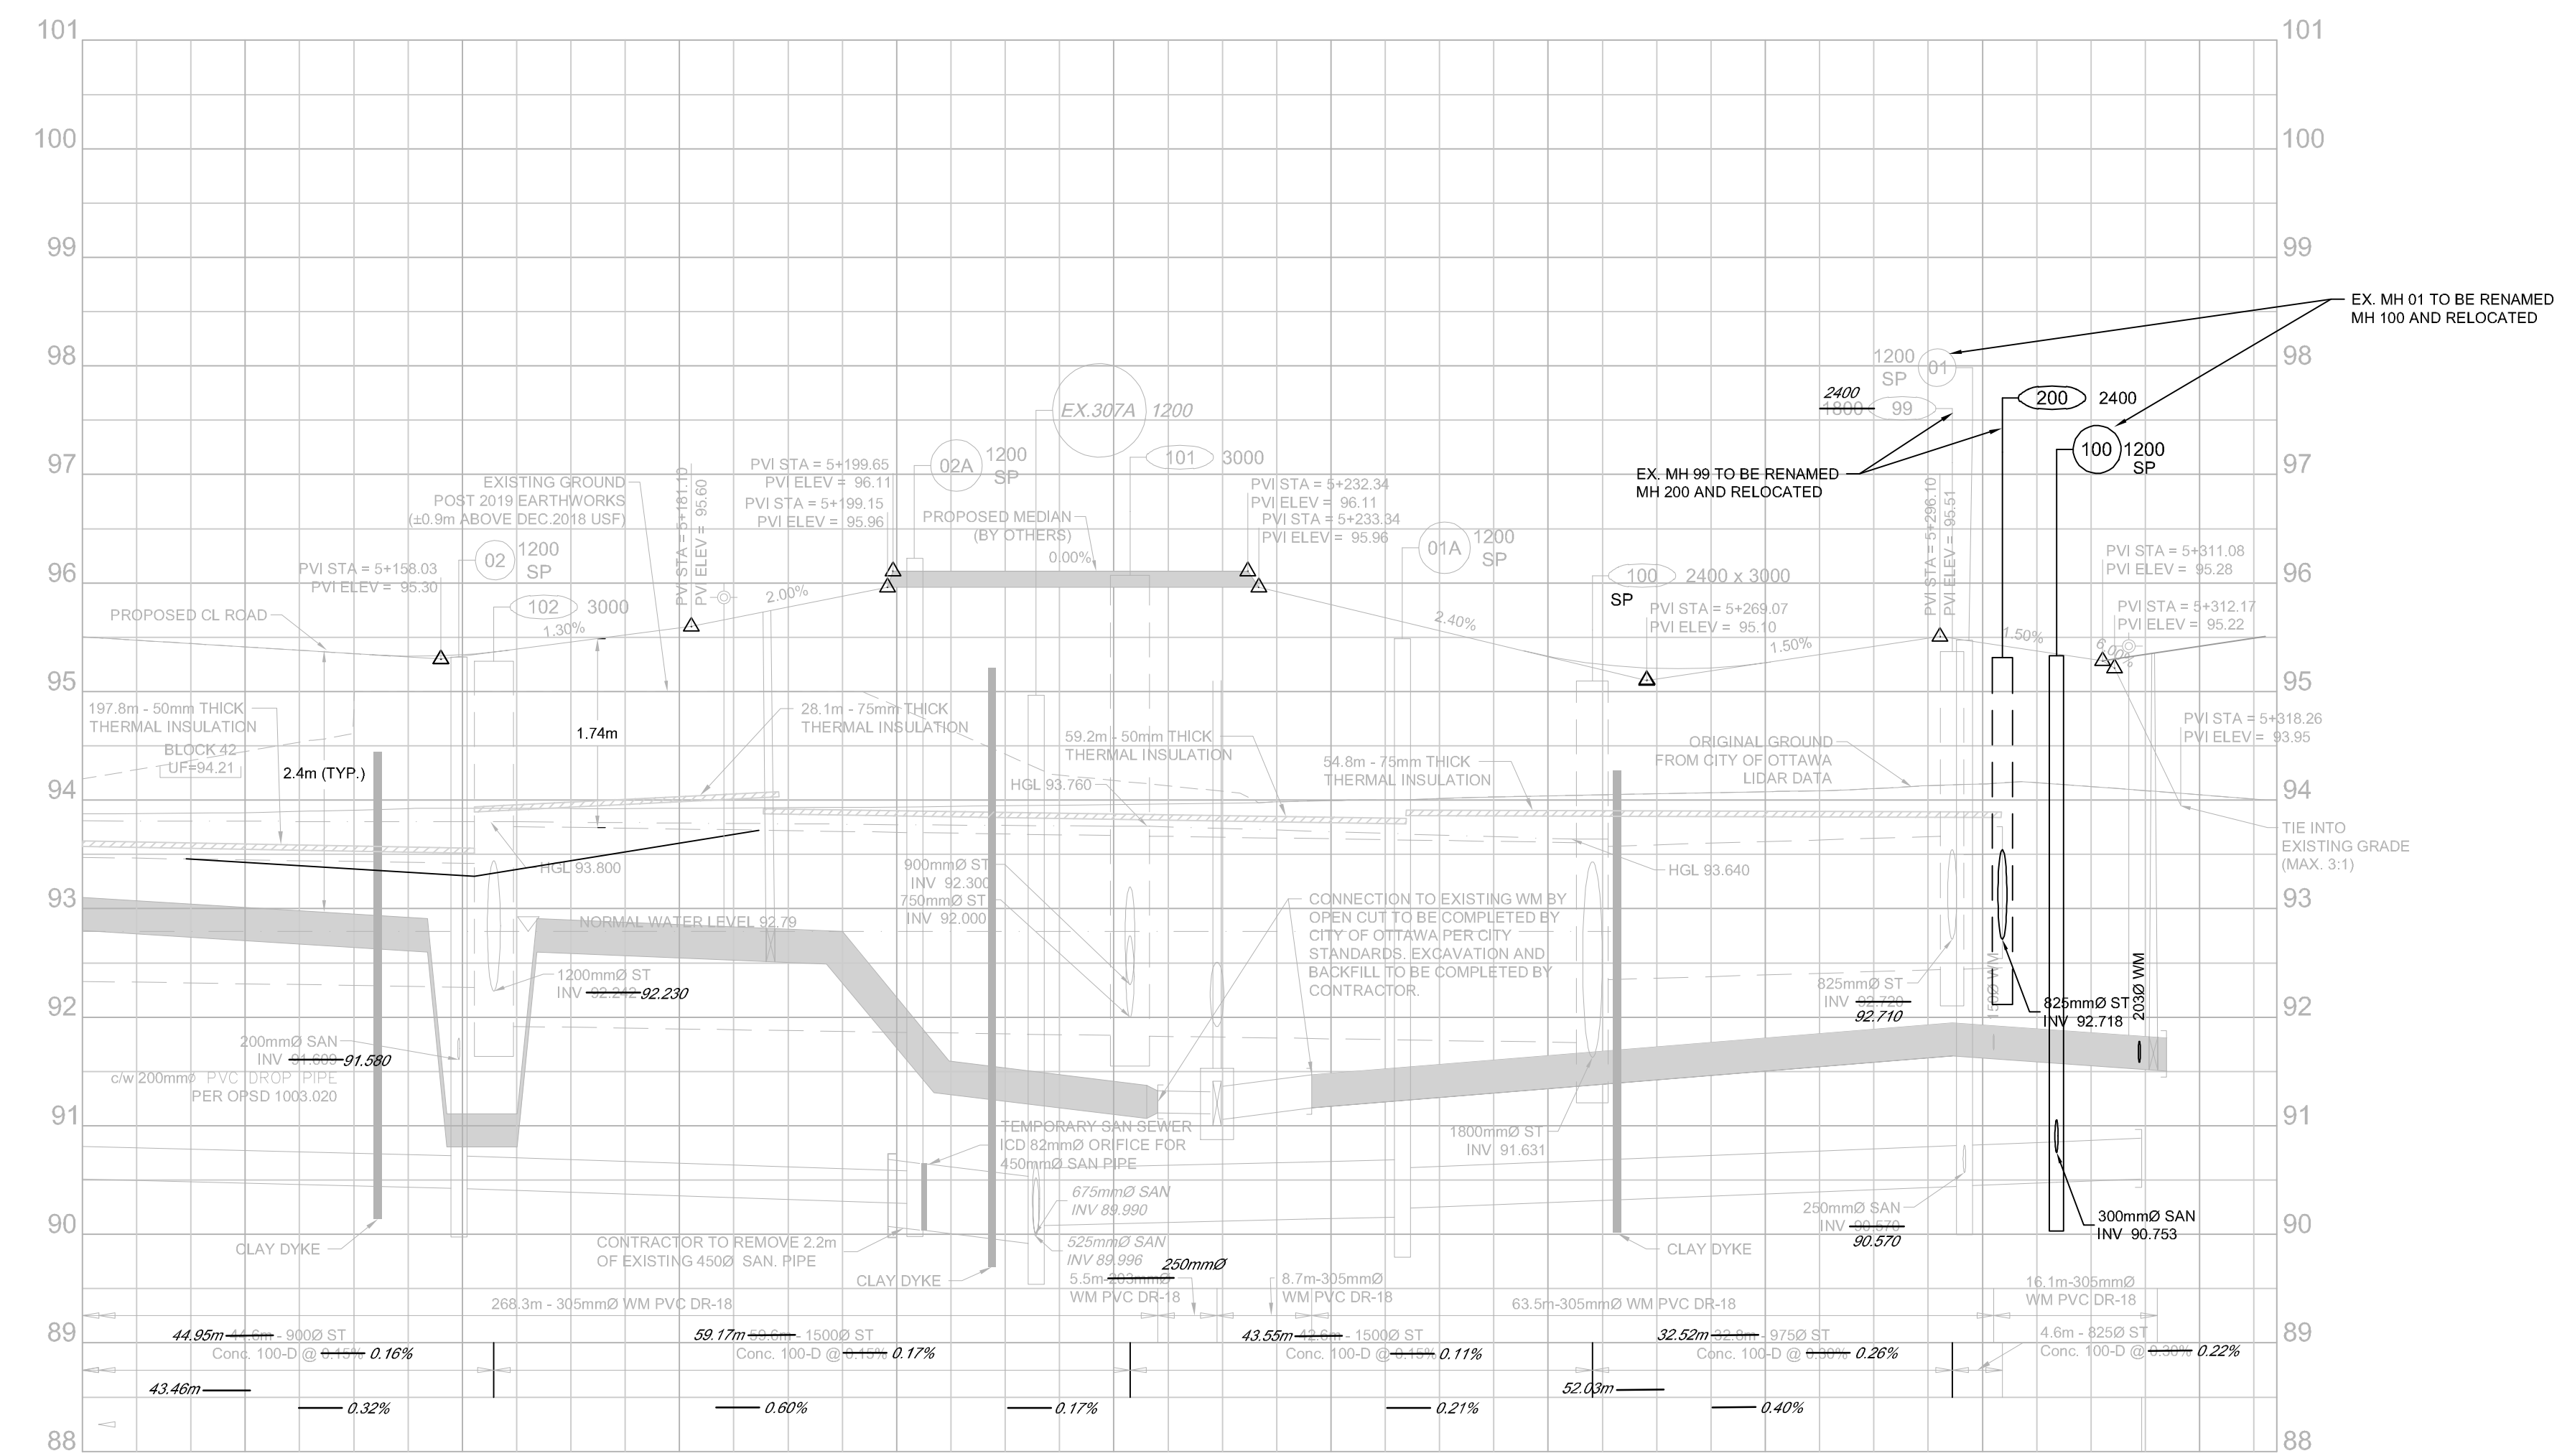 101
101
100
100
99
99
98
98
97
97
96
96
95
95
94
94
93
93
92
92
91
91
90
90
89
89
88
88
EX. MH 01 TO BE RENAMED
MH 100 AND RELOCATED
1200
SP
01
2400
1800
99
200
2400
100
1200
SP
EX. MH 99 TO BE RENAMED
MH 200 AND RELOCATED
EX.307A
1200
101
3000
02A
1200
SP
PVI STA = 5+199.65
PVI ELEV = 96.11
PVI STA = 5+199.15
PVI ELEV = 95.96
PVI STA = 5+181.10
PVI ELEV = 95.60
EXISTING GROUND
POST 2019 EARTHWORKS
(±0.9m ABOVE DEC.2018 USF)
PROPOSED MEDIAN
(BY OTHERS)
0.00%
PVI STA = 5+232.34
PVI ELEV = 96.11
PVI STA = 5+233.34
PVI ELEV = 95.96
01A
1200
SP
100
2400 x 3000
SP
PVI STA = 5+269.07
PVI ELEV = 95.10
PVI STA = 5+296.10
PVI ELEV = 95.51
PVI STA = 5+311.08
PVI ELEV = 95.28
PVI STA = 5+312.17
PVI ELEV = 95.22
PVI STA = 5+318.26
PVI ELEV = 93.95
02
1200
SP
102
3000
PVI STA = 5+158.03
PVI ELEV = 95.30
PROPOSED CL ROAD
1.30%
2.00%
2.40%
1.50%
1.50%
6.00%
197.8m - 50mm THICK
THERMAL INSULATION
BLOCK 42
UF=94.21
2.4m (TYP.)
1.74m
28.1m - 75mm THICK
THERMAL INSULATION
59.2m - 50mm THICK
THERMAL INSULATION
54.8m - 75mm THICK
THERMAL INSULATION
ORIGINAL GROUND
FROM CITY OF OTTAWA
LIDAR DATA
HGL 93.760
HGL 93.800
HGL 93.640
TIE INTO
EXISTING GRADE
(MAX. 3:1)
900mmØ ST
INV 92.300
750mmØ ST
INV 92.000
NORMAL WATER LEVEL 92.79
CONNECTION TO EXISTING WM BY
OPEN CUT TO BE COMPLETED BY
CITY OF OTTAWA PER CITY
STANDARDS. EXCAVATION AND
BACKFILL TO BE COMPLETED BY
CONTRACTOR.
1200mmØ ST
INV 92.242 92.230
825mmØ ST
INV 92.720
92.710
150Ø WM
825mmØ ST
INV 92.718
203Ø WM
200mmØ SAN
INV 91.609 91.580
c/w 200mmø PVC DROP PIPE
PER OPSD 1003.020
TEMPORARY SAN SEWER
ICD 82mmØ ORIFICE FOR
450mmØ SAN PIPE
1800mmØ ST
INV 91.631
675mmØ SAN
INV 89.990
525mmØ SAN
INV 89.996
250mmØ SAN
INV 90.570
90.570
300mmØ SAN
INV 90.753
CLAY DYKE
CONTRACTOR TO REMOVE 2.2m
OF EXISTING 450Ø SAN. PIPE
CLAY DYKE
CLAY DYKE
250mmØ
5.5m-203mmØ
WM PVC DR-18
8.7m-305mmØ
WM PVC DR-18
16.1m-305mmØ
WM PVC DR-18
268.3m - 305mmØ WM PVC DR-18
63.5m-305mmØ WM PVC DR-18
44.95m 44.6m - 900Ø ST
Conc. 100-D @ 0.15% 0.16%
59.17m 59.6m - 1500Ø ST
Conc. 100-D @ 0.15% 0.17%
43.55m 42.6m - 1500Ø ST
Conc. 100-D @ 0.15% 0.11%
32.52m 32.8m - 975Ø ST
Conc. 100-D @ 0.30% 0.26%
4.6m - 825Ø ST
Conc. 100-D @ 0.30% 0.22%
43.46m
52.03m
0.32%
0.60%
0.17%
0.21%
0.40%